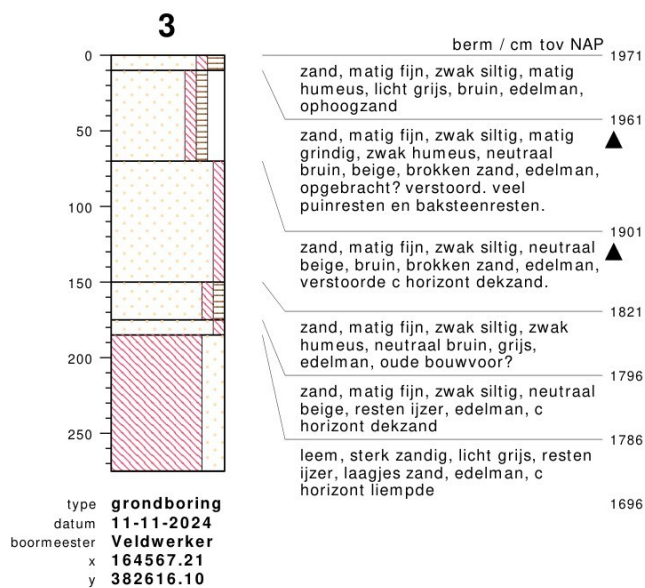 3
berm / cm tov NAP
0
1971
zand, matig fijn, zwak siltig, matig
humeus, licht grijs, bruin, edelman,
ophoogzand
50
1961
zand, matig fijn, zwak siltig, matig
grindig, zwak humeus, neutraal
bruin, beige, brokken zand, edelman,
opgebracht? verstoord. veel
puinresten en baksteenresten.
100
1901
zand, matig fijn, zwak siltig, neutraal
beige, bruin, brokken zand, edelman,
verstoorde c horizont dekzand.
150
1821
zand, matig fijn, zwak siltig, zwak
humeus, neutraal bruin, grijs,
edelman, oude bouwvoor?
200
1796
zand, matig fijn, zwak siltig, neutraal
beige, resten ijzer, edelman, c
horizont dekzand
250
1786
leem, sterk zandig, licht grijs, resten
ijzer, laagjes zand, edelman, c
horizont liempde
1696
type grondboring
datum 11-11-2024
boormeester Veldwerker
x 164567.21
y 382616.10